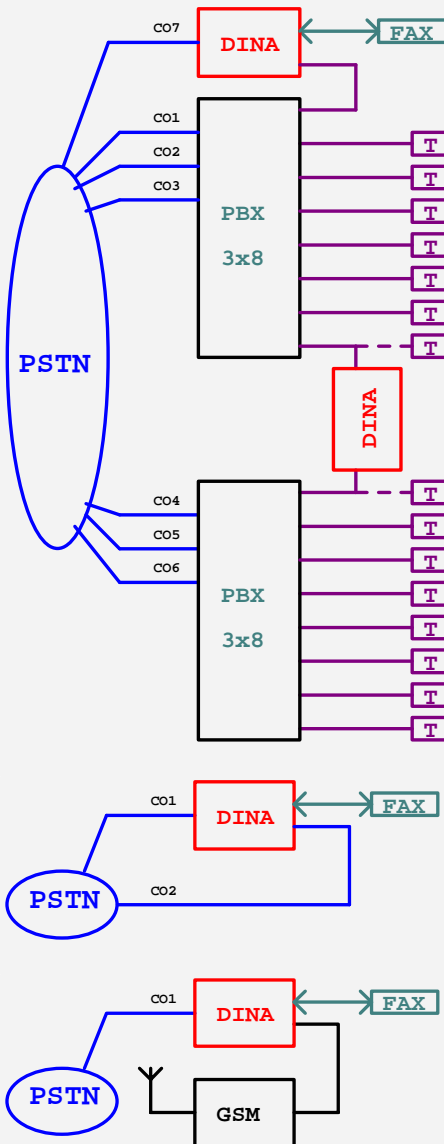 CO7
DINA
FAX
CO1
CO2
CO3
PBX
3x8
T
T
T
T
T
T
T
PSTN
DINA
CO4
CO5
CO6
PBX
3x8
T
T
T
T
T
T
T
T
CO1
DINA
FAX
PSTN
CO2
CO1
DINA
FAX
PSTN
GSM